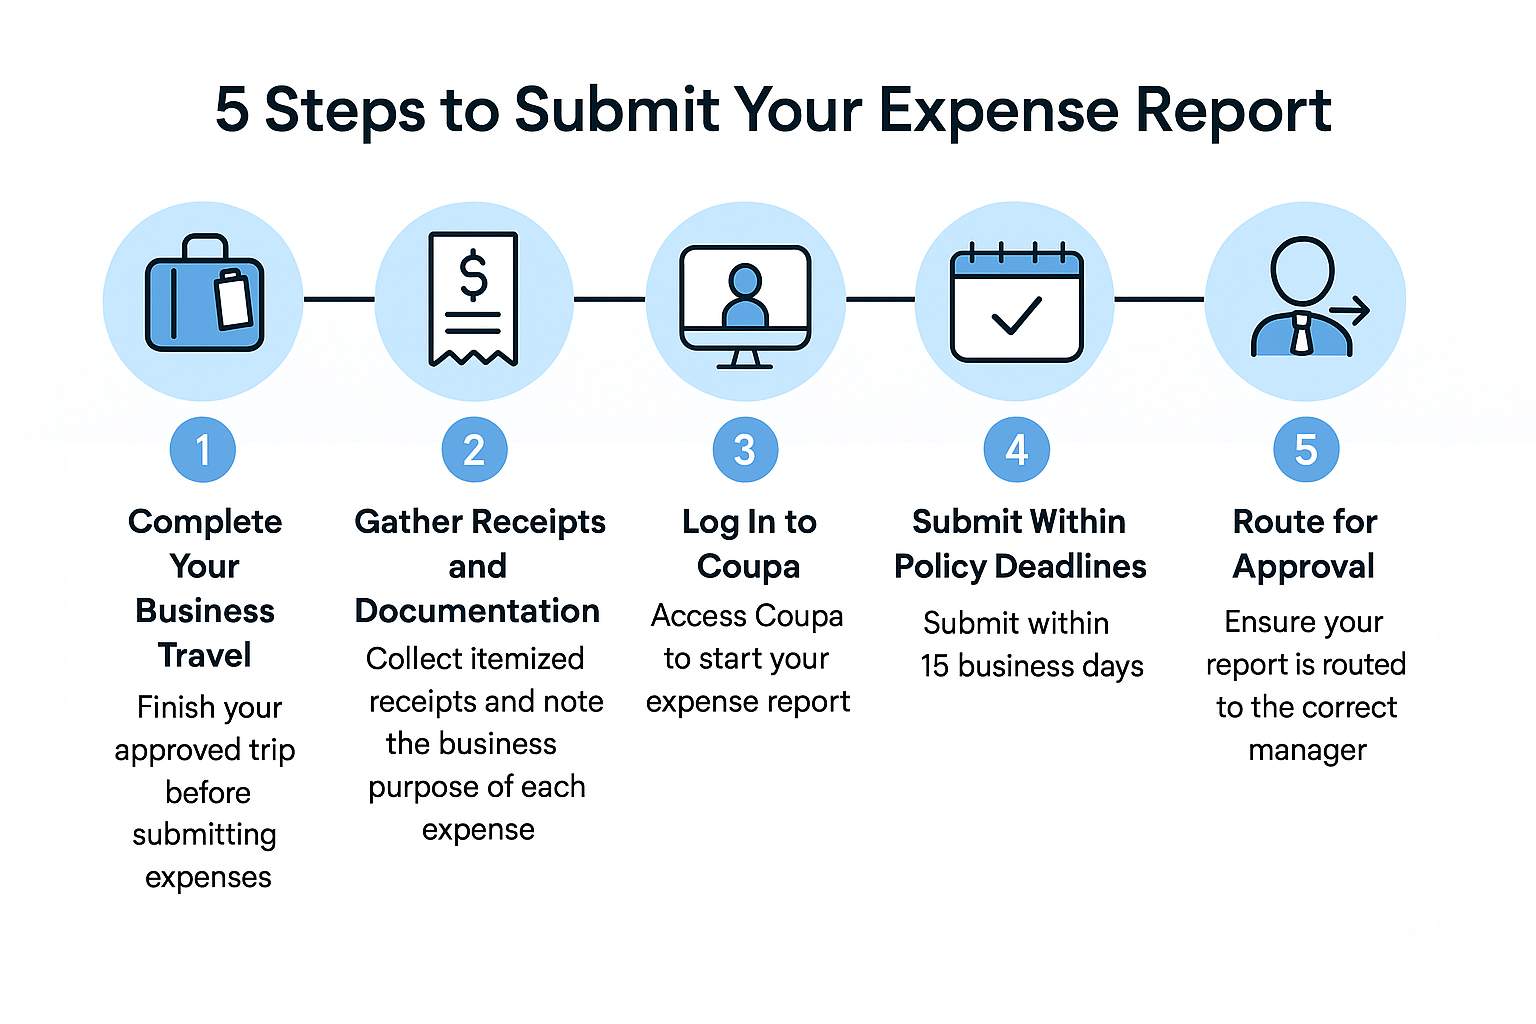 5 Steps to Submit Your Expense Report
$
1
Complete
Your
Business
Travel
Finish your
approved trip
before
submitting
expenses
2
Gather Receipts
and
Documentation
Collect itemized
receipts and note
the business
purpose of each
expense
3
Log In to
Coupa
Access Coupa
to start your
expense report
4
Submit Within
Policy Deadlines
Submit within
15 business days
5
Route for
Approval
Ensure your
report is routed
to the correct
manager